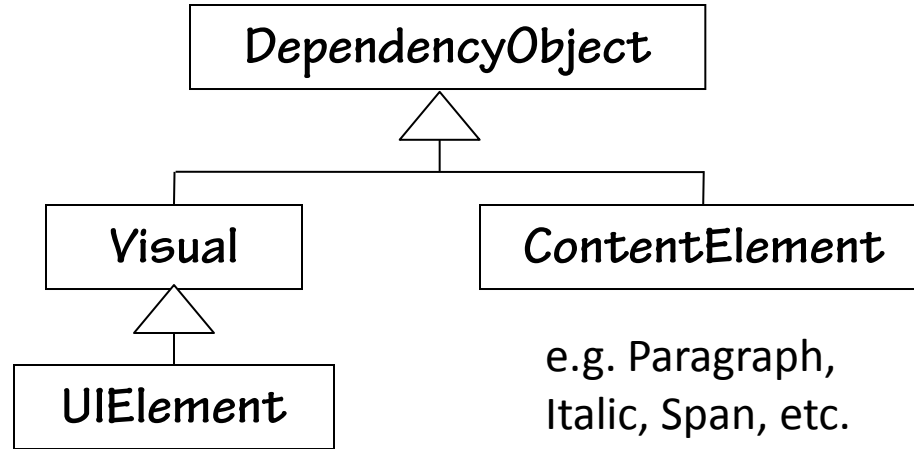 DependencyObject
Visual
ContentElement
UIElement
e.g. Paragraph,
Italic, Span, etc.